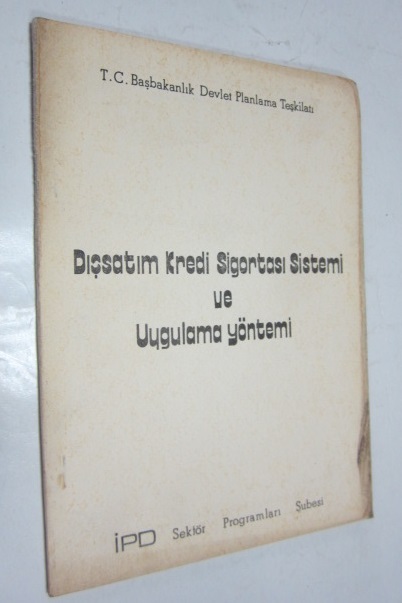 T.C. Başbakanlık Devlet Planlama Teşkilatı
Dışsatım Kredi Sigortası Sistemi
ve
Uygulama yöntemi
İPD Sektör Programları Şubesi